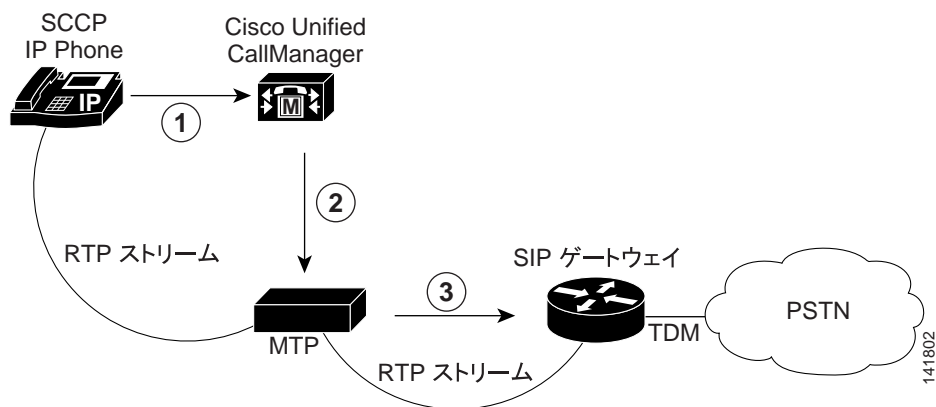 SCCP
IP Phone
Cisco Unified
CallManager
IP
M
1
2
RTP ストリーム
SIP ゲートウェイ
3
MTP
TDM
PSTN
RTP ストリーム
141802